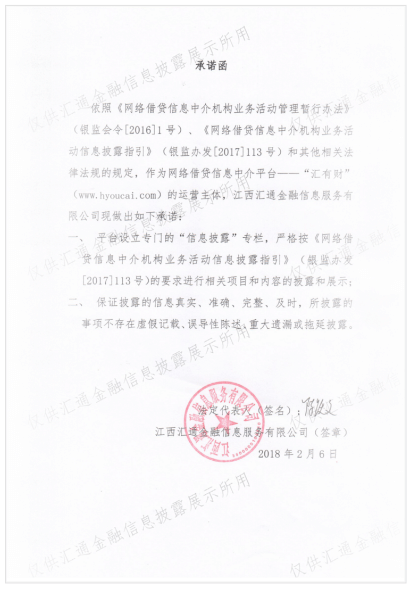 承诺函
依照《网络借贷信息中介机构业务活动管理暂行办法》
（银监会令[2016]1号）、《网络借贷信息中介机构业务活
动信息披露指引》（银监办发[2017]113号）和其他相关法
律法规的规定，作为网络借贷信息中介平台——“汇有财”
（www.hyoucai.com）的运营主体，江西汇通金融信息服务有
限公司现做出如下承诺：
一、 平台设立专门的“信息披露”专栏，严格按《网络借
贷信息中介机构业务活动信息披露指引》（银监办发
[2017]113号)的要求进行相关项目和内容的披露和展示；
二、 保证披露的信息真实、准确、完整、及时，所披露的
事项不存在虚假记载、误导性陈述、重大遗漏或拖延披露。
法定代表人（签名）：
江西汇通金融信息服务有限公司（签章）
2018年2月6日
仅供汇通金融信息披露展示所用
仅供汇通金融信息披露展示所用
仅供汇通金融信息披露展示所用
仅供汇通金融信息披露展示所用